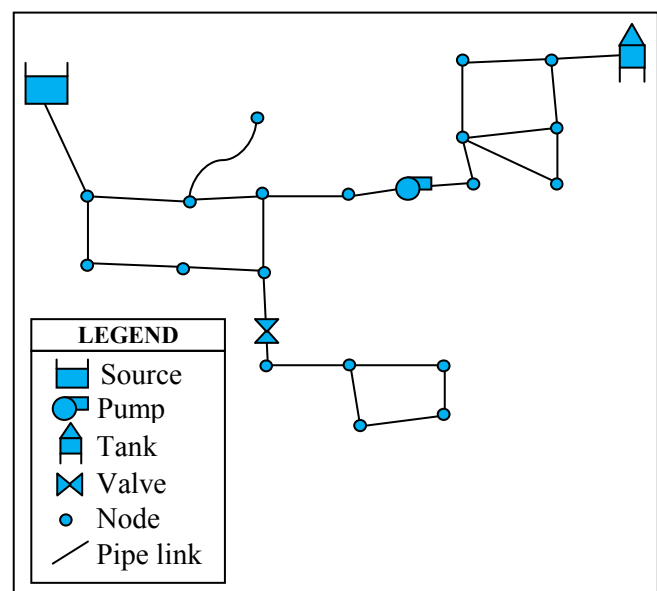 LEGEND
Source
Pump
Tank
Valve
Node
Pipe link